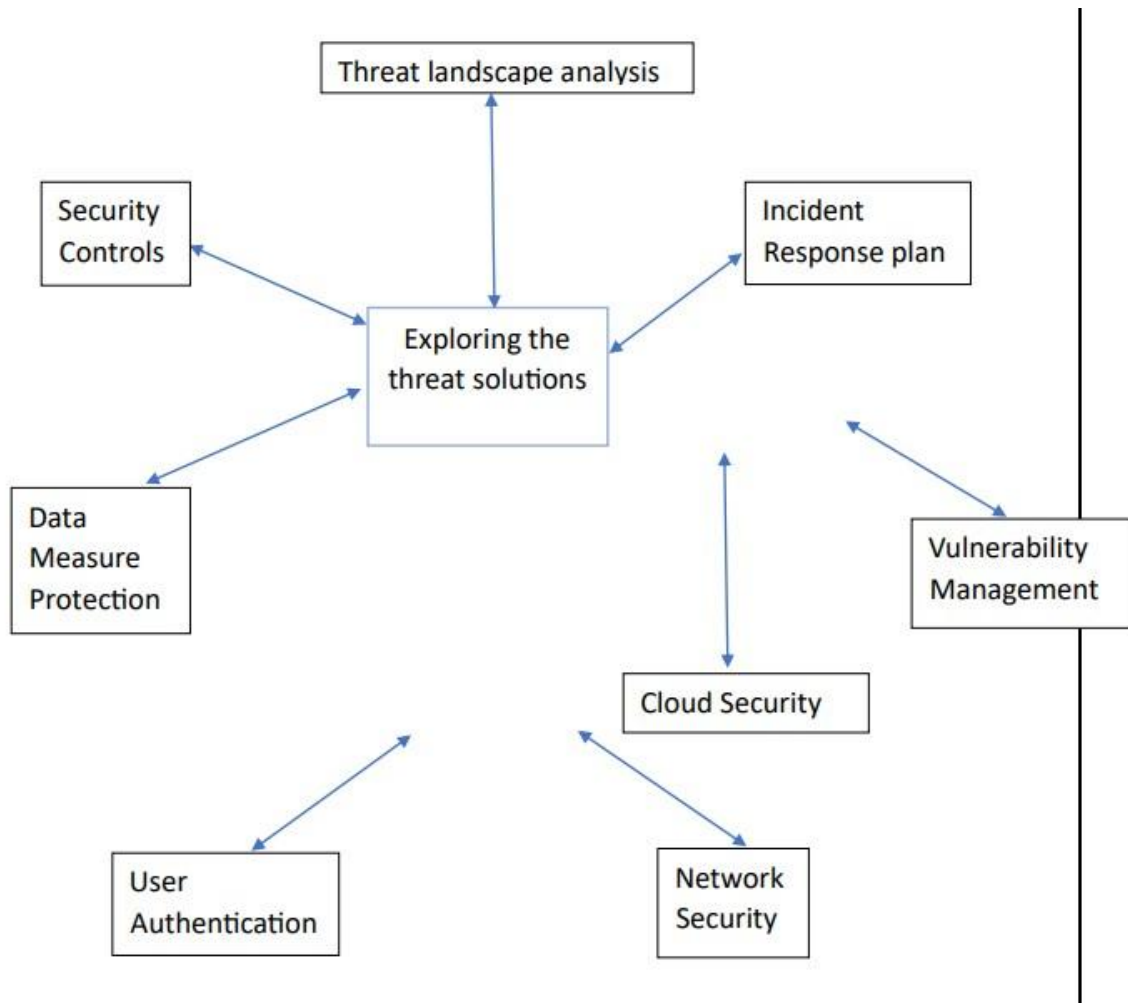 Threat landscape analysis
Security
Controls
Incident
Response plan
Exploring the
threat solutions
Data
Measure
Protection
Vulnerability
Management
Cloud Security
User
Authentication
Network
Security